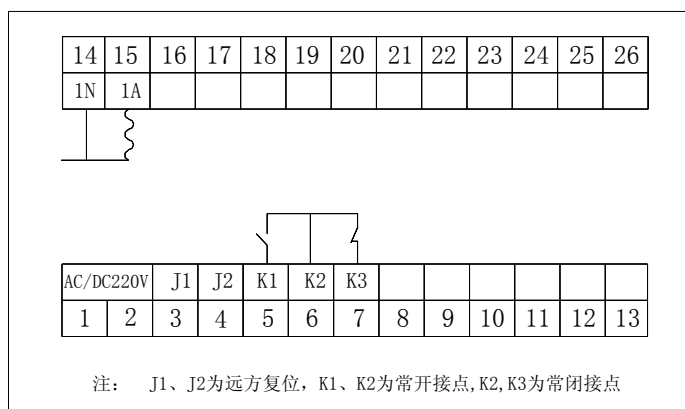 14 15 16 17 18 19 20 21 22 23 24 25 26
1N 1A
AC/DC220V J1 J2 K1 K2 K3
1 2 3 4 5 6 7 8 9 10 11 12 13
注： J1、J2为远方复位，K1、K2为常开接点,K2,K3为常闭接点